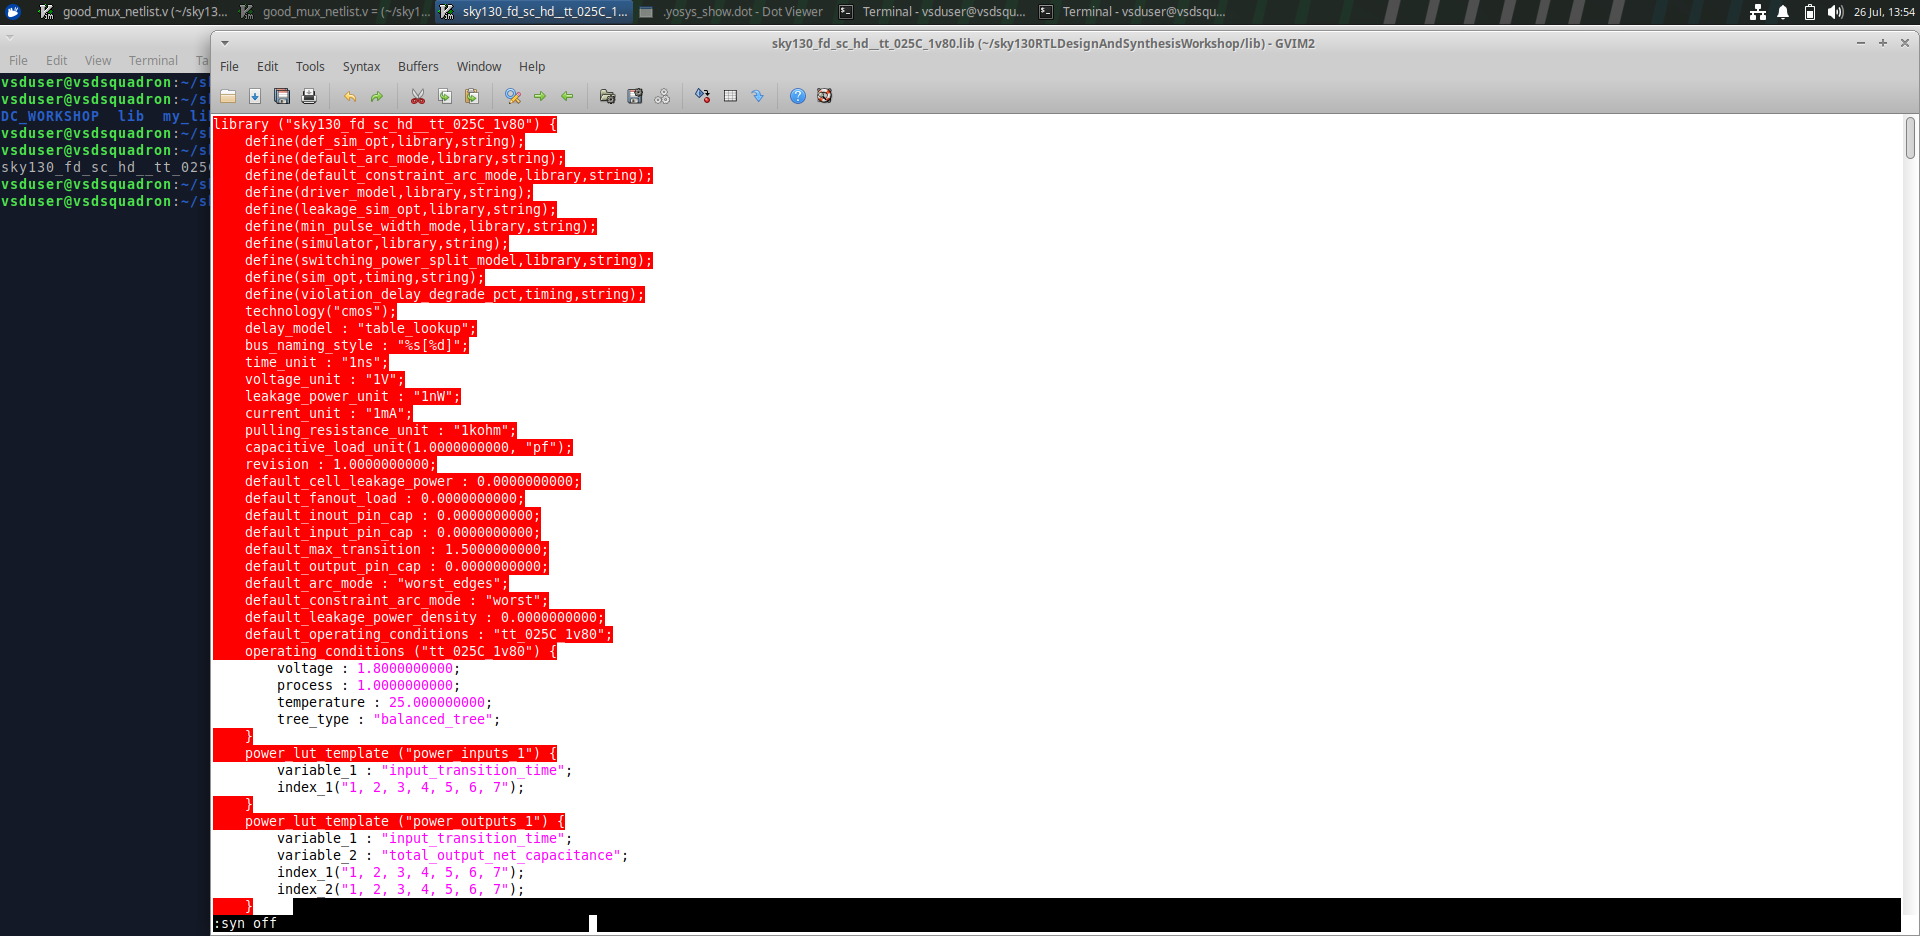 good_mux_netlist.v (~/sky13... good_mux_netlist.v = (~/sky1... sky130_fd_sc_hd__tt_025C_1... .yosys_show.dot - Dot Viewer Terminal - vsduser@vsdsqu... Terminal - vsduser@vsdsqu... 26 Jul, 13:54
sky130_fd_sc_hd__tt_025C_1v80.lib (~/sky130RTLDesignAndSynthesisWorkshop/lib) - GVIM2
File Edit View Terminal Ta
File Edit Tools Syntax Buffers Window Help
vsduser@vsdsquadron:~/s
vsduser@vsdsquadron:~/s
DC_WORKSHOP lib my_li
vsduser@vsdsquadron:~/s
vsduser@vsdsquadron:~/s
sky130_fd_sc_hd__tt_025
vsduser@vsdsquadron:~/s
vsduser@vsdsquadron:~/s
library ("sky130_fd_sc_hd__tt_025C_1v80") {
    define(def_sim_opt,library,string);
    define(default_arc_mode,library,string);
    define(default_constraint_arc_mode,library,string);
    define(driver_model,library,string);
    define(leakage_sim_opt,library,string);
    define(min_pulse_width_mode,library,string);
    define(simulator,library,string);
    define(switching_power_split_model,library,string);
    define(sim_opt,timing,string);
    define(violation_delay_degrade_pct,timing,string);
    technology("cmos");
    delay_model : "table_lookup";
    bus_naming_style : "%s[%d]";
    time_unit : "1ns";
    voltage_unit : "1V";
    leakage_power_unit : "1nW";
    current_unit : "1mA";
    pulling_resistance_unit : "1kohm";
    capacitive_load_unit(1.0000000000, "pf");
    revision : 1.0000000000;
    default_cell_leakage_power : 0.0000000000;
    default_fanout_load : 0.0000000000;
    default_inout_pin_cap : 0.0000000000;
    default_input_pin_cap : 0.0000000000;
    default_max_transition : 1.5000000000;
    default_output_pin_cap : 0.0000000000;
    default_arc_mode : "worst_edges";
    default_constraint_arc_mode : "worst";
    default_leakage_power_density : 0.0000000000;
    default_operating_conditions : "tt_025C_1v80";
    operating_conditions ("tt_025C_1v80") {
        voltage : 1.8000000000;
        process : 1.0000000000;
        temperature : 25.000000000;
        tree_type : "balanced_tree";
    }
    power_lut_template ("power_inputs_1") {
        variable_1 : "input_transition_time";
        index_1("1, 2, 3, 4, 5, 6, 7");
    }
    power_lut_template ("power_outputs_1") {
        variable_1 : "input_transition_time";
        variable_2 : "total_output_net_capacitance";
        index_1("1, 2, 3, 4, 5, 6, 7");
        index_2("1, 2, 3, 4, 5, 6, 7");
    }
:syn off